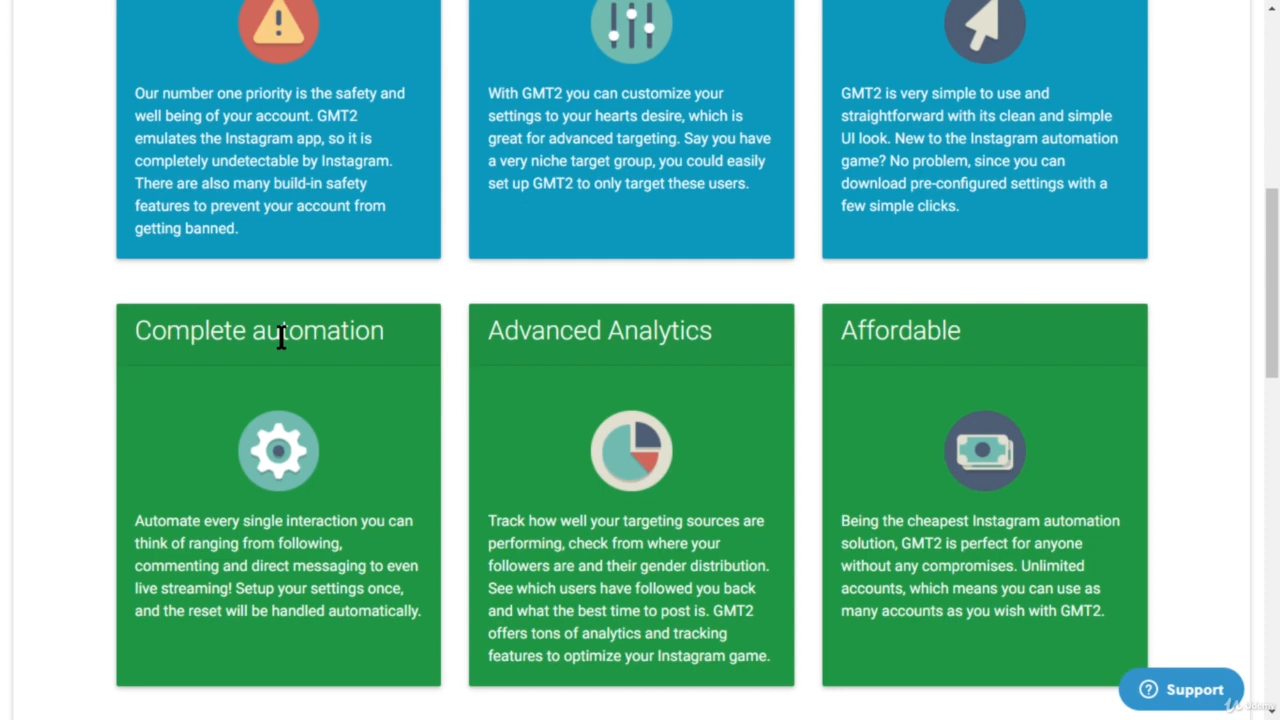 Our number one priority is the safety and
well being of your account. GMT2
emulates the Instagram app, so it is
completely undetectable by Instagram.
There are also many build-in safety
features to prevent your account from
getting banned.
With GMT2 you can customize your
settings to your hearts desire, which is
great for advanced targeting. Say you have
a very niche target group, you could easily
set up GMT2 to only target these users.
GMT2 is very simple to use and
straightforward with its clean and simple
UI look. New to the Instagram automation
game? No problem, since you can
download pre-configured settings with a
few simple clicks.
Complete automation
Automate every single interaction you can
think of ranging from following,
commenting and direct messaging to even
live streaming! Setup your settings once,
and the reset will be handled automatically.
Advanced Analytics
Track how well your targeting sources are
performing, check from where your
followers are and their gender distribution.
See which users have followed you back
and what the best time to post is. GMT2
offers tons of analytics and tracking
features to optimize your Instagram game.
Affordable
Being the cheapest Instagram automation
solution, GMT2 is perfect for anyone
without any compromises. Unlimited
accounts, which means you can use as
many accounts as you wish with GMT2.
Support
Udemy